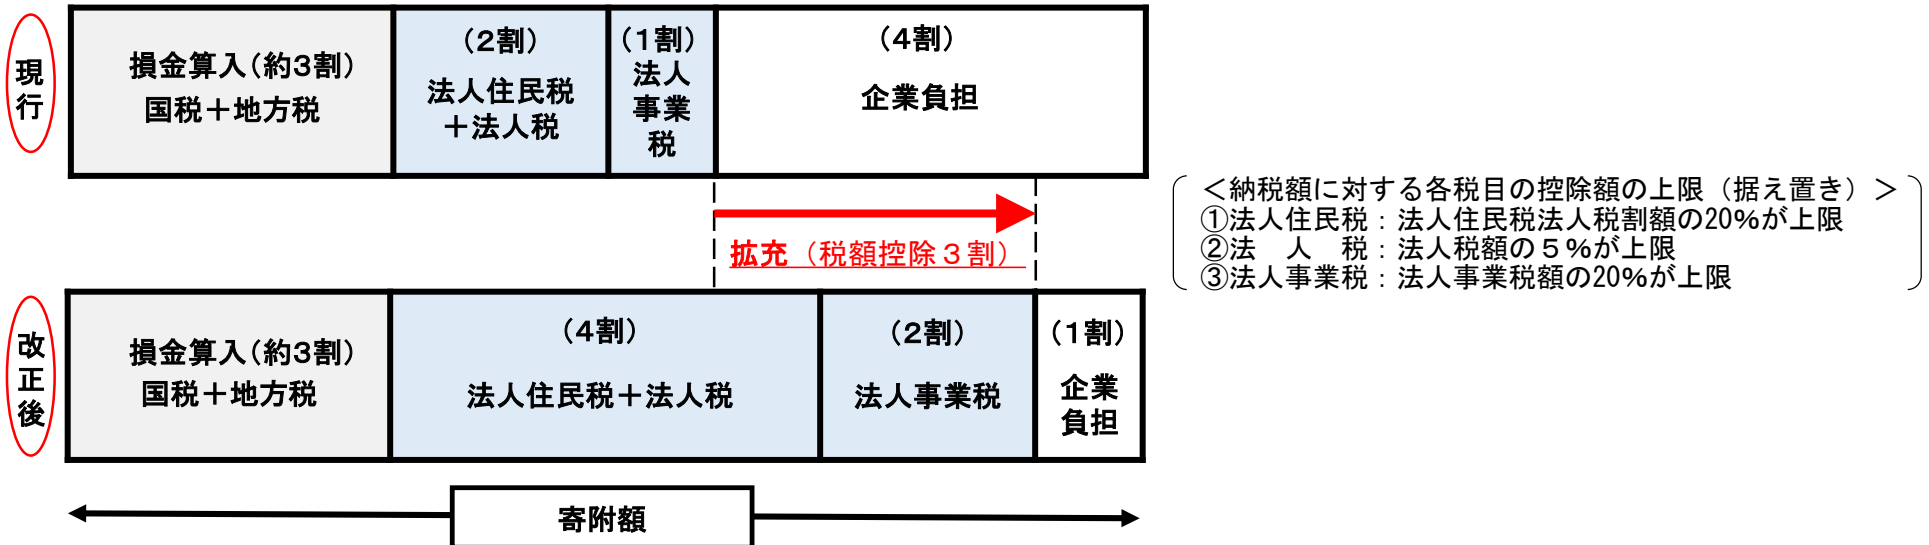 現行
損金算入(約3割)
国税＋地方税
(2割)
法人住民税
＋法人税
(1割)
法人
事業
税
(4割)
企業負担
拡充（税額控除３割）
＜納税額に対する各税目の控除額の上限（据え置き）＞
①法人住民税：法人住民税法人税割額の20%が上限
②法　人　税：法人税額の５%が上限
③法人事業税：法人事業税額の20%が上限
改正後
損金算入(約3割)
国税＋地方税
(4割)
法人住民税＋法人税
(2割)
法人事業税
(1割)
企業
負担
寄附額